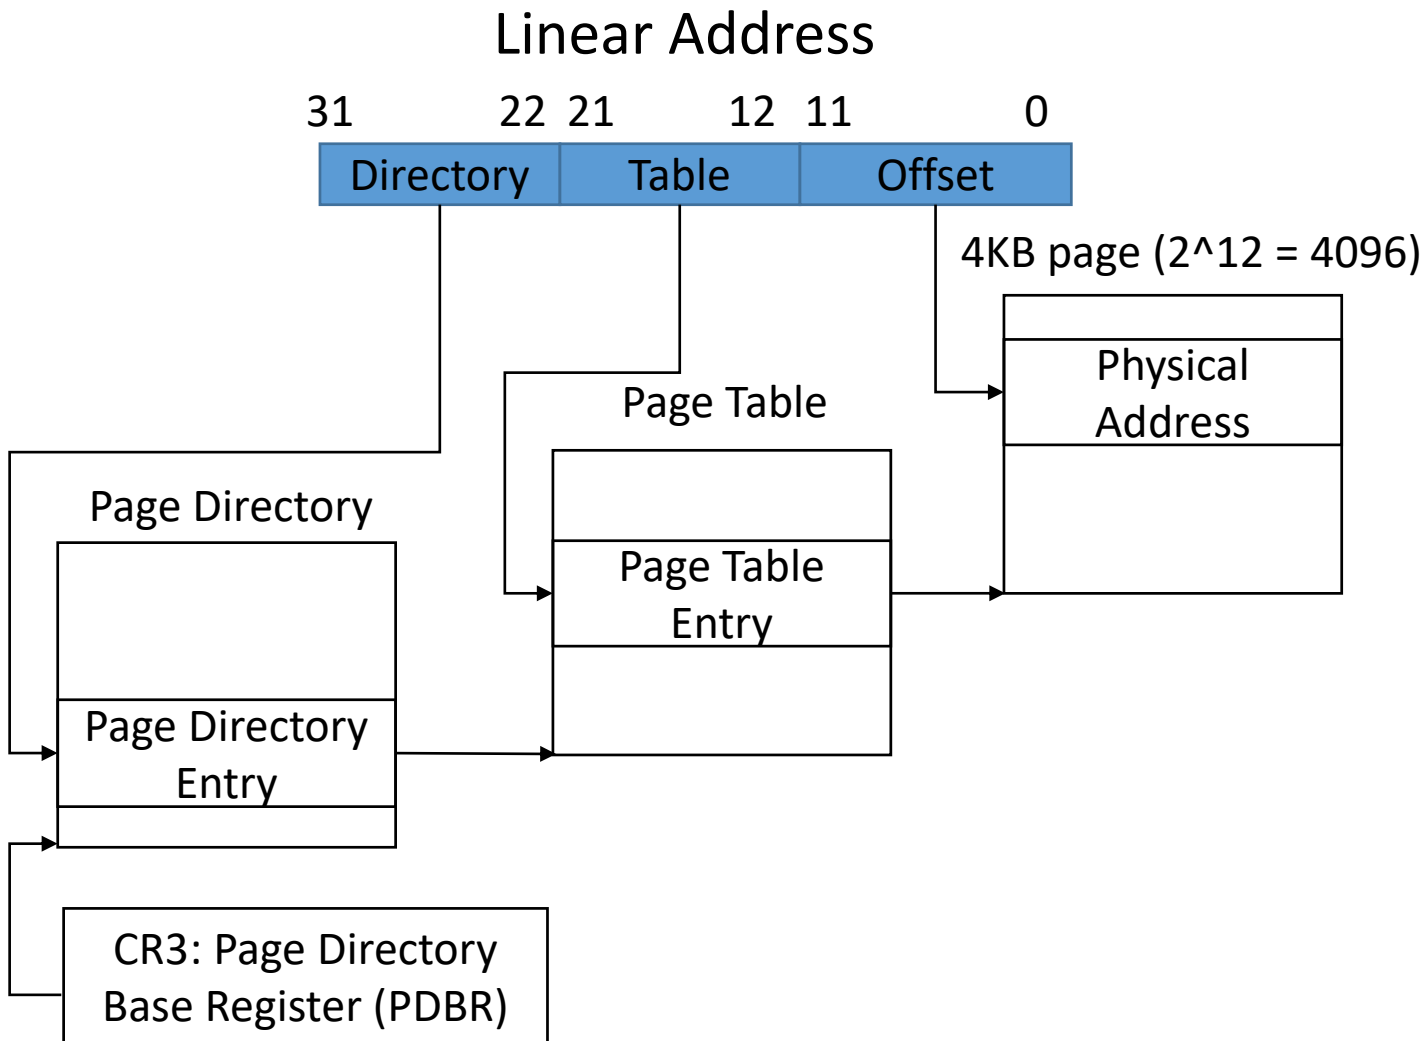 Linear Address
31 22 21 12 11 0
Directory Table Offset
4KB page (2^12 = 4096)
Physical
Address
Page Table
Page Table
Entry
Page Directory
Page Directory
Entry
CR3: Page Directory
Base Register (PDBR)